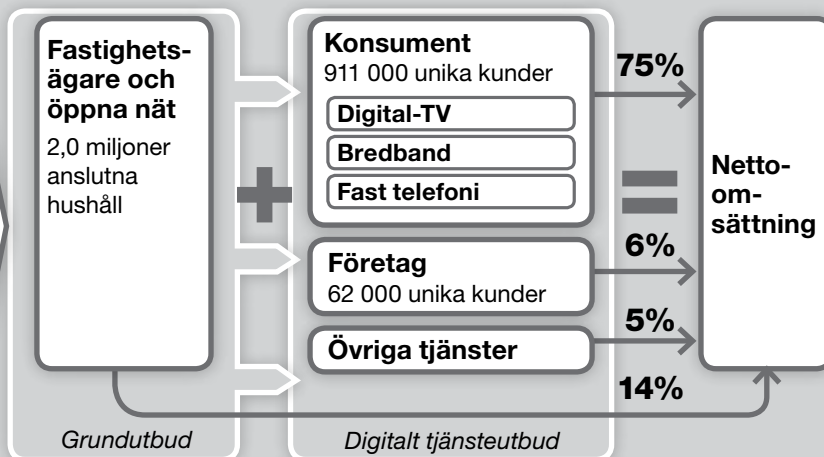 Fastighets-
ägare och
öppna nät
2,0 miljoner
anslutna
hushåll
Grundutbud
Konsument
911 000 unika kunder
Digital-TV
Bredband
Fast telefoni
Företag
62 000 unika kunder
Övriga tjänster
Digitalt tjänsteutbud
75%
6%
5%
14%
Netto-
om-
sättning